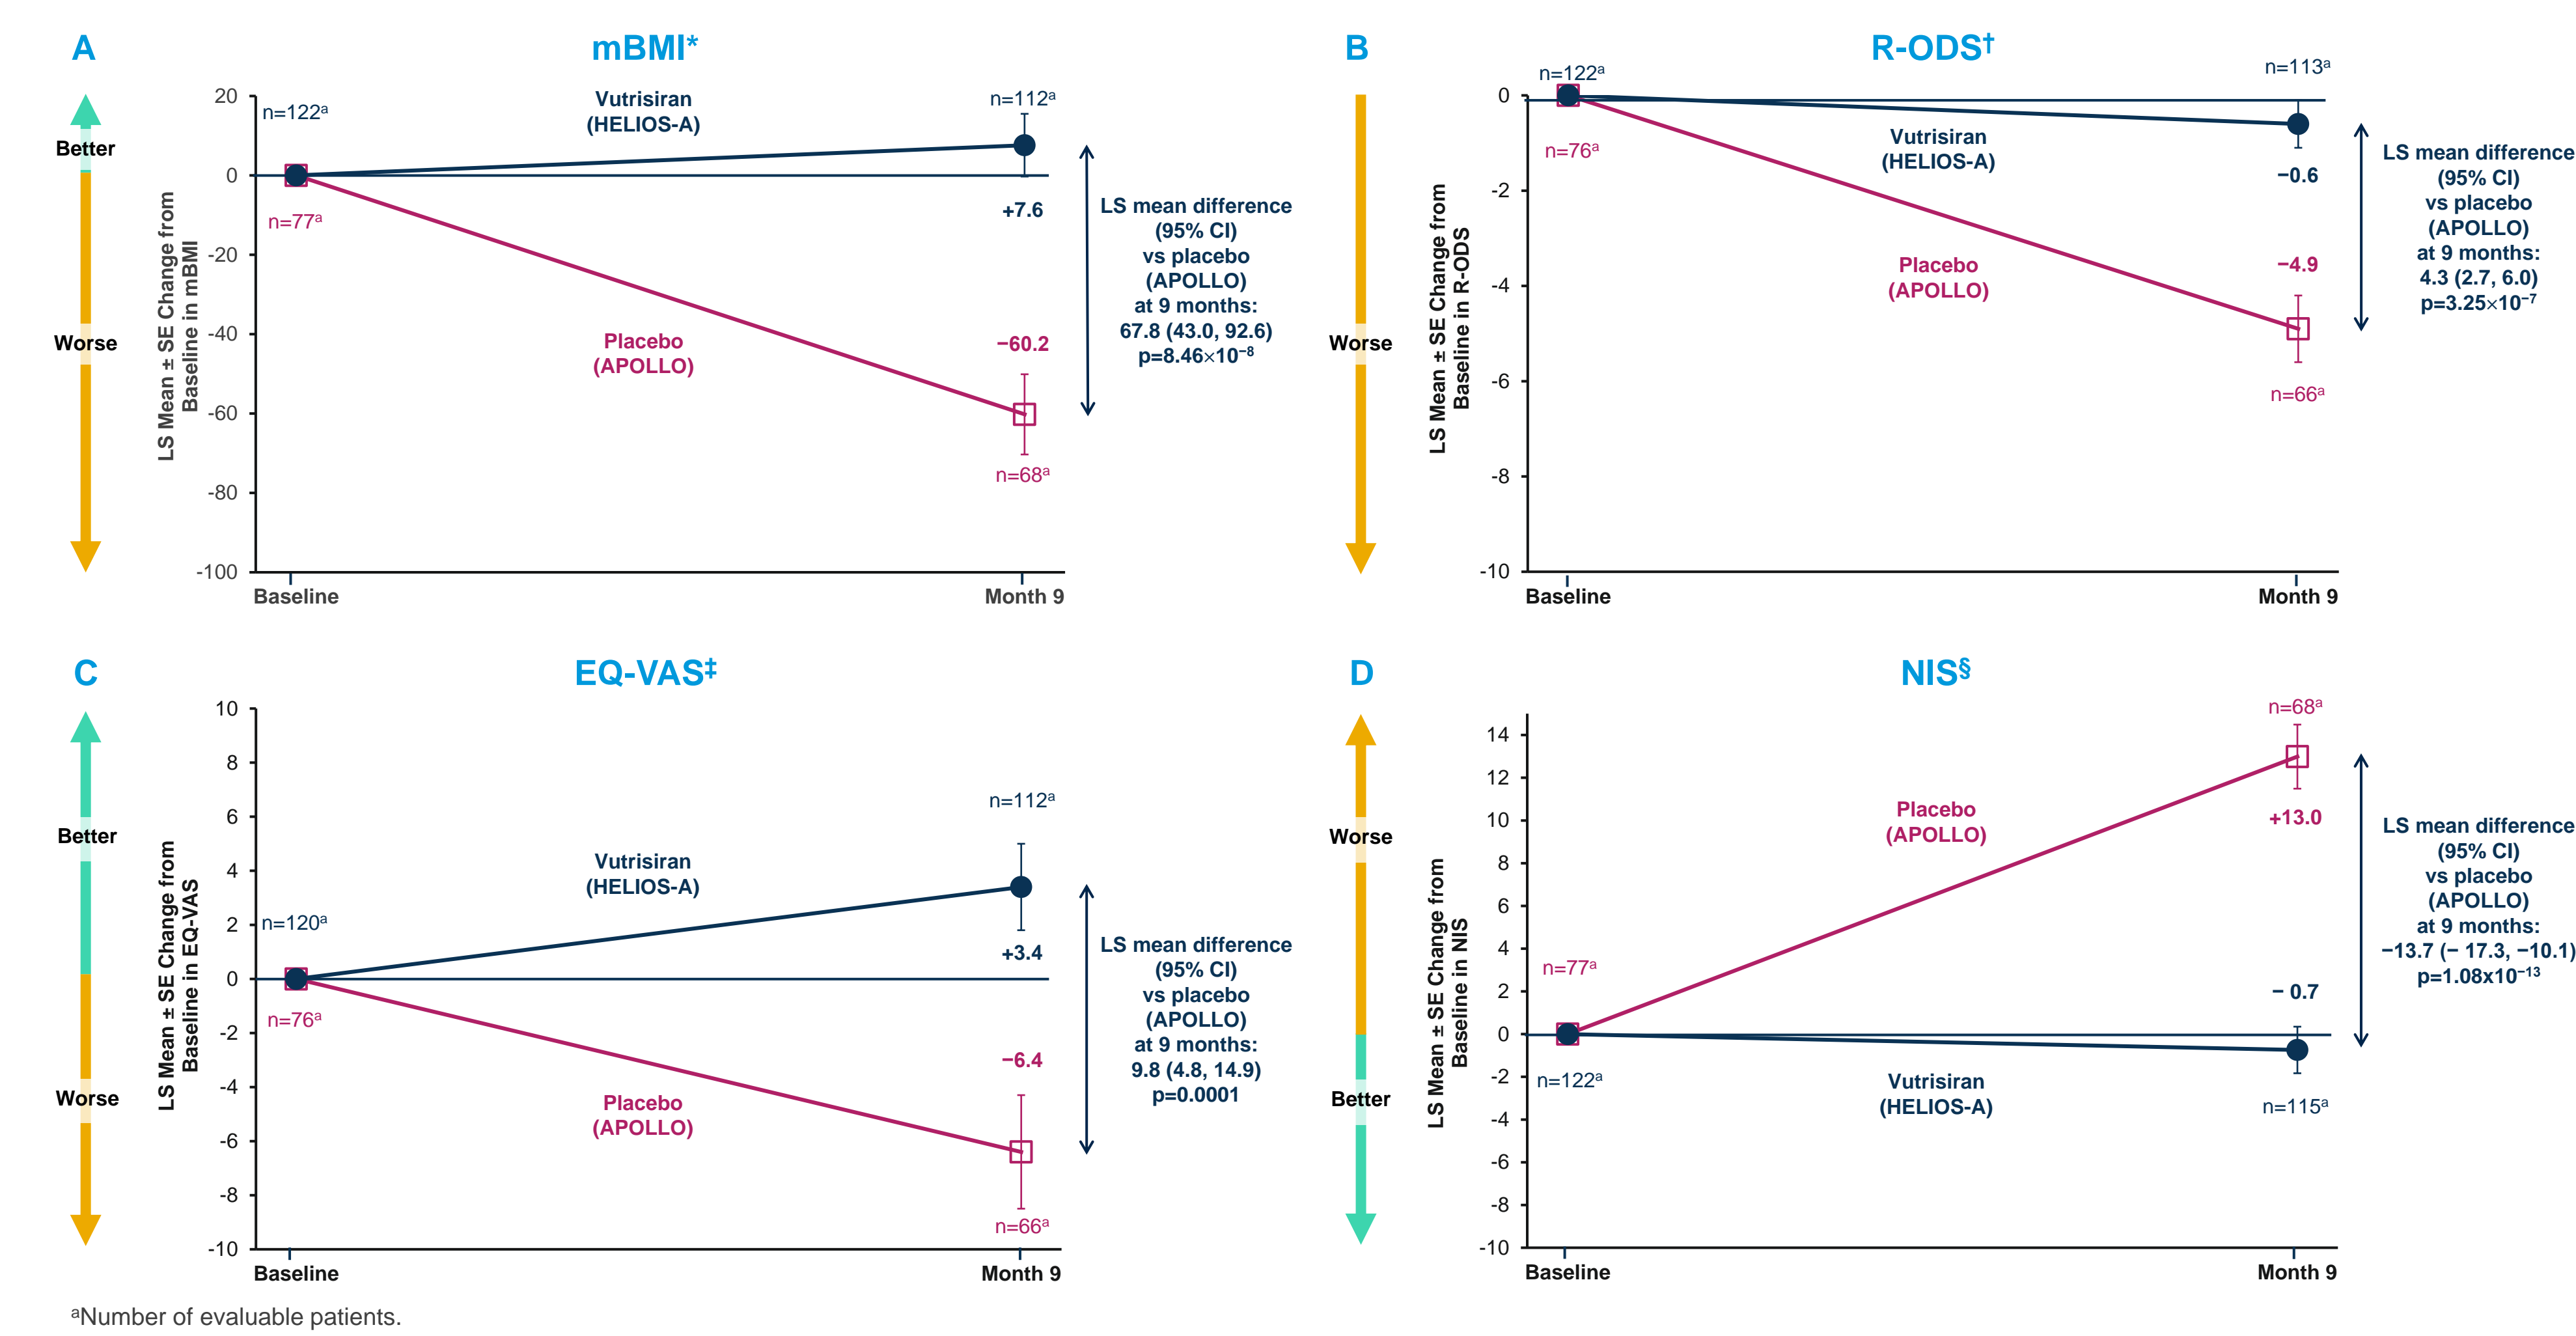 A
mBMI*
Better
Worse
LS Mean ± SE Change from
Baseline in mBMI
20
0
-20
-40
-60
-80
-100
n=122ᵃ
n=77ᵃ
Vutrisiran
(HELIOS-A)
Placebo
(APOLLO)
n=112ᵃ
+7.6
−60.2
n=68ᵃ
Baseline
Month 9
LS mean difference
(95% CI)
vs placebo
(APOLLO)
at 9 months:
67.8 (43.0, 92.6)
p=8.46×10⁻⁸
B
R-ODS†
Worse
LS Mean ± SE Change from
Baseline in R-ODS
0
-2
-4
-6
-8
-10
n=122ᵃ
n=76ᵃ
Vutrisiran
(HELIOS-A)
Placebo
(APOLLO)
n=113ᵃ
−0.6
−4.9
n=66ᵃ
Baseline
Month 9
LS mean difference
(95% CI)
vs placebo
(APOLLO)
at 9 months:
4.3 (2.7, 6.0)
p=3.25×10⁻⁷
C
EQ-VAS‡
Better
Worse
LS Mean ± SE Change from
Baseline in EQ-VAS
10
8
6
4
2
0
-2
-4
-6
-8
-10
n=120ᵃ
n=76ᵃ
Vutrisiran
(HELIOS-A)
Placebo
(APOLLO)
n=112ᵃ
+3.4
−6.4
n=66ᵃ
Baseline
Month 9
LS mean difference
(95% CI)
vs placebo
(APOLLO)
at 9 months:
9.8 (4.8, 14.9)
p=0.0001
D
NIS§
Worse
Better
LS Mean ± SE Change from
Baseline in NIS
14
12
10
8
6
4
2
0
-2
-4
-6
-8
-10
n=77ᵃ
n=122ᵃ
Placebo
(APOLLO)
Vutrisiran
(HELIOS-A)
n=68ᵃ
+13.0
− 0.7
n=115ᵃ
Baseline
Month 9
LS mean difference
(95% CI)
vs placebo
(APOLLO)
at 9 months:
−13.7 (− 17.3, −10.1)
p=1.08x10⁻¹³
ᵃNumber of evaluable patients.